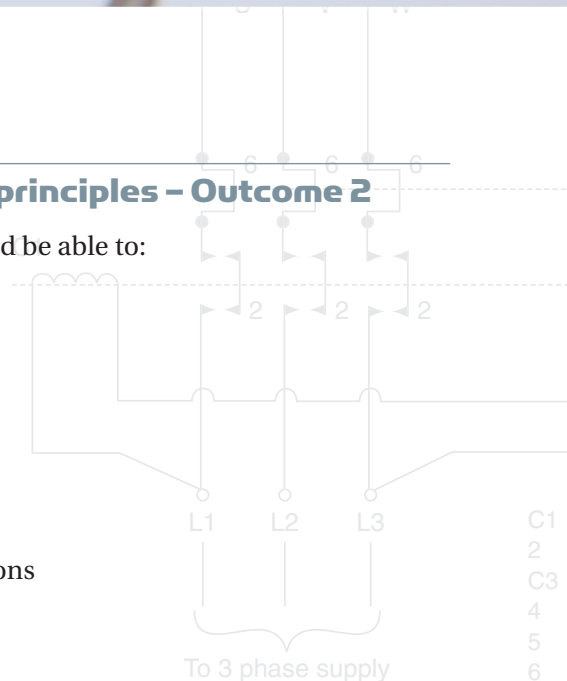 U V W
6 6 6
principles – Outcome 2
d be able to:
2 2 2
L1 L2 L3
C1
2
ons
C3
4
5
To 3 phase supply
6